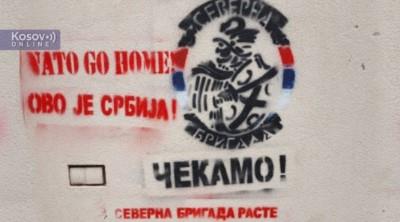 Kosovo
ONLINE
СЕВЕРНА
БРИГАДА
NATO GO HOME!
ОВО ЈЕ СРБИЈА!
ЧЕКАМО!
СЕВЕРНА БРИГАДА РАСТЕ